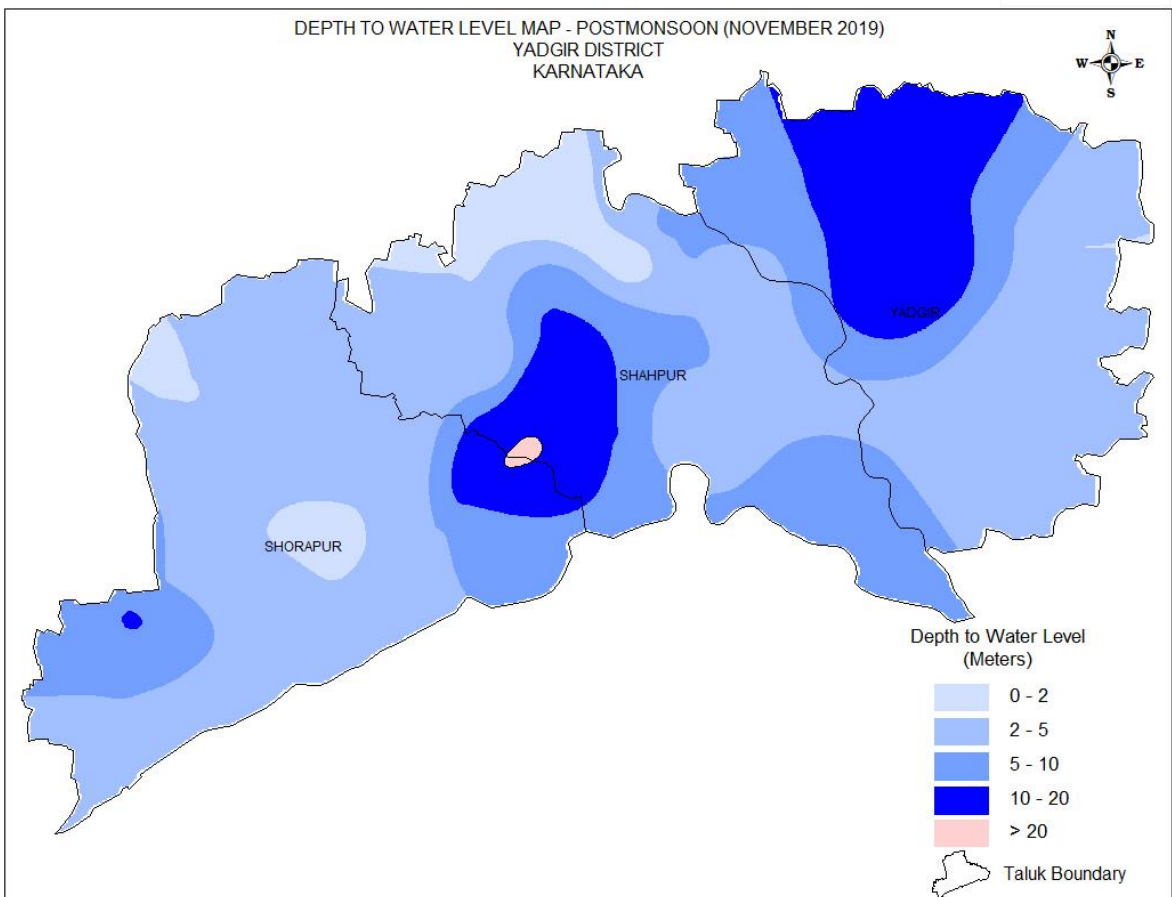 DEPTH TO WATER LEVEL MAP - POSTMONSOON (NOVEMBER 2019)
YADGIR DISTRICT
KARNATAKA
N
W E
S
YADGIR
SHAHPUR
SHORAPUR
Depth to Water Level
(Meters)
0 - 2
2 - 5
5 - 10
10 - 20
> 20
Taluk Boundary